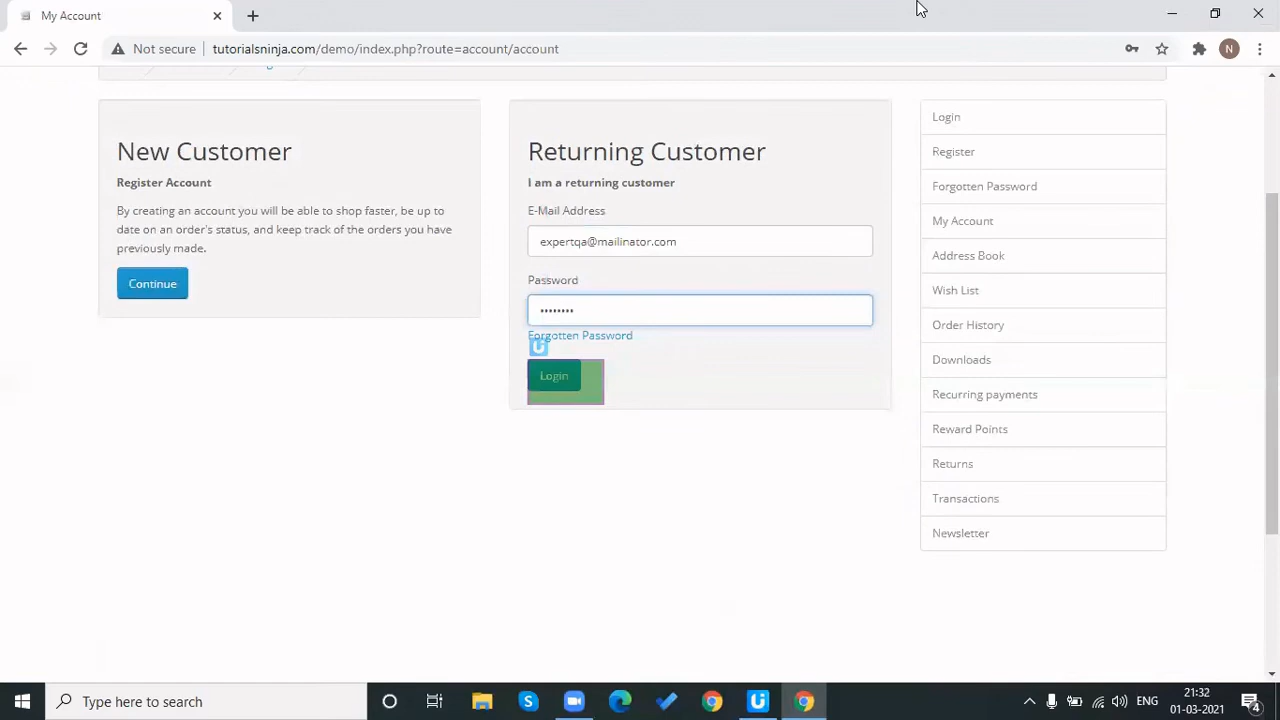 My Account
Not secure
tutorialsninja.com/demo/index.php?route=account/account
N
New Customer
Register Account
By creating an account you will be able to shop faster, be up to
date on an order's status, and keep track of the orders you have
previously made.
Continue
Returning Customer
I am a returning customer
E-Mail Address
expertqa@mailinator.com
Password
Forgotten Password
Login
Login
Register
Forgotten Password
My Account
Address Book
Wish List
Order History
Downloads
Recurring payments
Reward Points
Returns
Transactions
Newsletter
Type here to search
ENG
21:32
01-03-2021
4